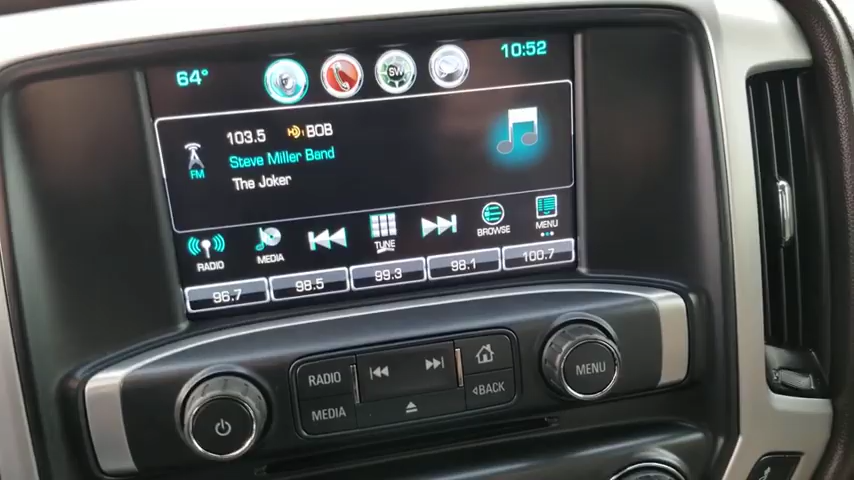 64°
SW
10:52
103.5 BOB
FM
Steve Miller Band
The Joker
RADIO
MEDIA
TUNE
BROWSE
MENU
96.7
98.5
99.3
98.1
100.7
RADIO
MEDIA
BACK
MENU